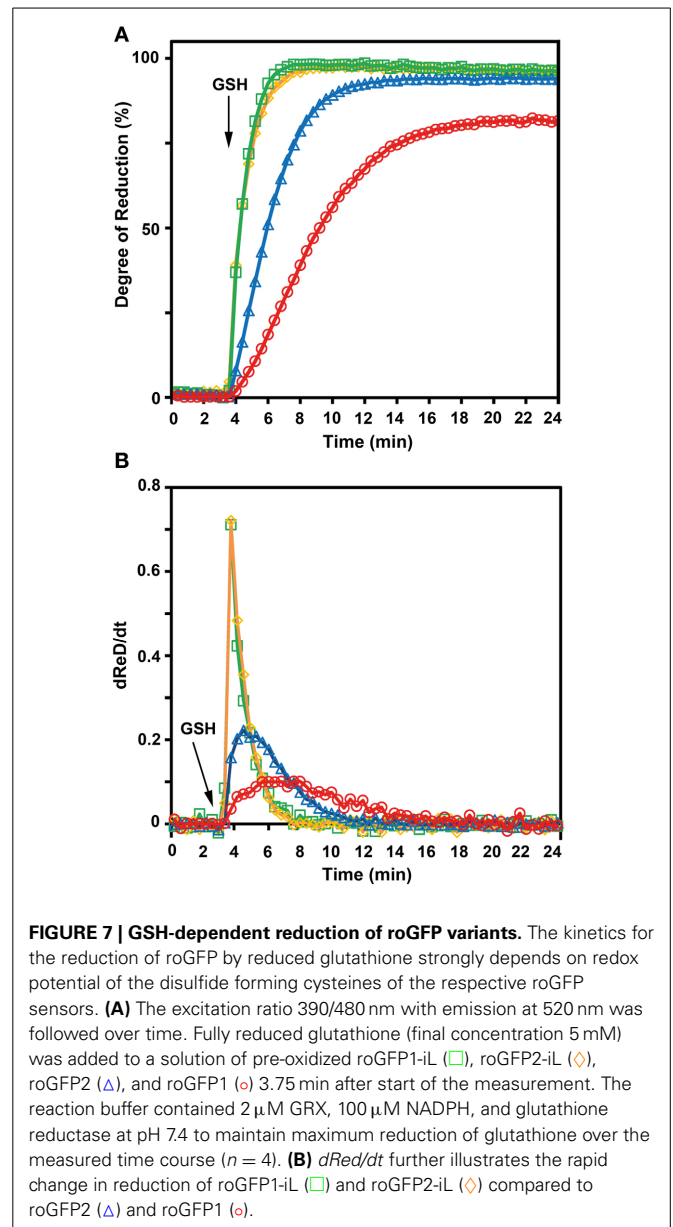 A
100
GSH
50
0
Degree of Reduction (%)
0 2 4 6 8 10 12 14 16 18 20 22 24
Time (min)
B
0.8
0.6
0.4
0.2
0
dReD/dt
GSH
0 2 4 6 8 10 12 14 16 18 20 22 24
Time (min)
FIGURE 7 | GSH-dependent reduction of roGFP variants. The kinetics for
the reduction of roGFP by reduced glutathione strongly depends on redox
potential of the disulfide forming cysteines of the respective roGFP
sensors. (A) The excitation ratio 390/480 nm with emission at 520 nm was
followed over time. Fully reduced glutathione (final concentration 5 mM)
was added to a solution of pre-oxidized roGFP1-iL (□), roGFP2-iL (◇),
roGFP2 (△), and roGFP1 (○) 3.75 min after start of the measurement. The
reaction buffer contained 2 μM GRX, 100 μM NADPH, and glutathione
reductase at pH 7.4 to maintain maximum reduction of glutathione over the
measured time course (n = 4). (B) dRed/dt further illustrates the rapid
change in reduction of roGFP1-iL (□) and roGFP2-iL (◇) compared to
roGFP2 (△) and roGFP1 (○).